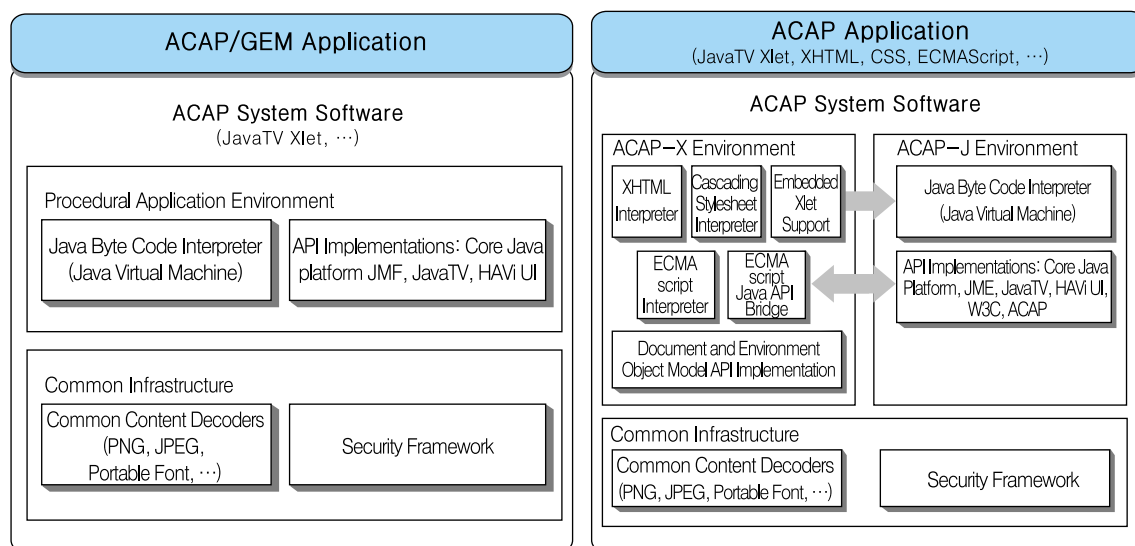 ACAP/GEM Application
ACAP System Software
(JavaTV Xlet, …)
Procedural Application Environment
Java Byte Code Interpreter
(Java Virtual Machine)
API Implementations: Core Java
platform JMF, JavaTV, HAVi UI
Common Infrastructure
Common Content Decoders
(PNG, JPEG,
Portable Font, …)
Security Framework
ACAP Application
(JavaTV Xlet, XHTML, CSS, ECMAScript, …)
ACAP System Software
ACAP-X Environment
XHTML
Interpreter
Cascading
Stylesheet
Interpreter
Embedded
Xlet
Support
ECMA
script
Interpreter
ECMA
script
Java API
Bridge
Document and Environment
Object Model API Implementation
ACAP-J Environment
Java Byte Code Interpreter
(Java Virtual Machine)
API Implementations: Core Java
Platform, JME, JavaTV, HAVi UI,
W3C, ACAP
Common Infrastructure
Common Content Decoders
(PNG, JPEG, Portable Font, …)
Security Framework